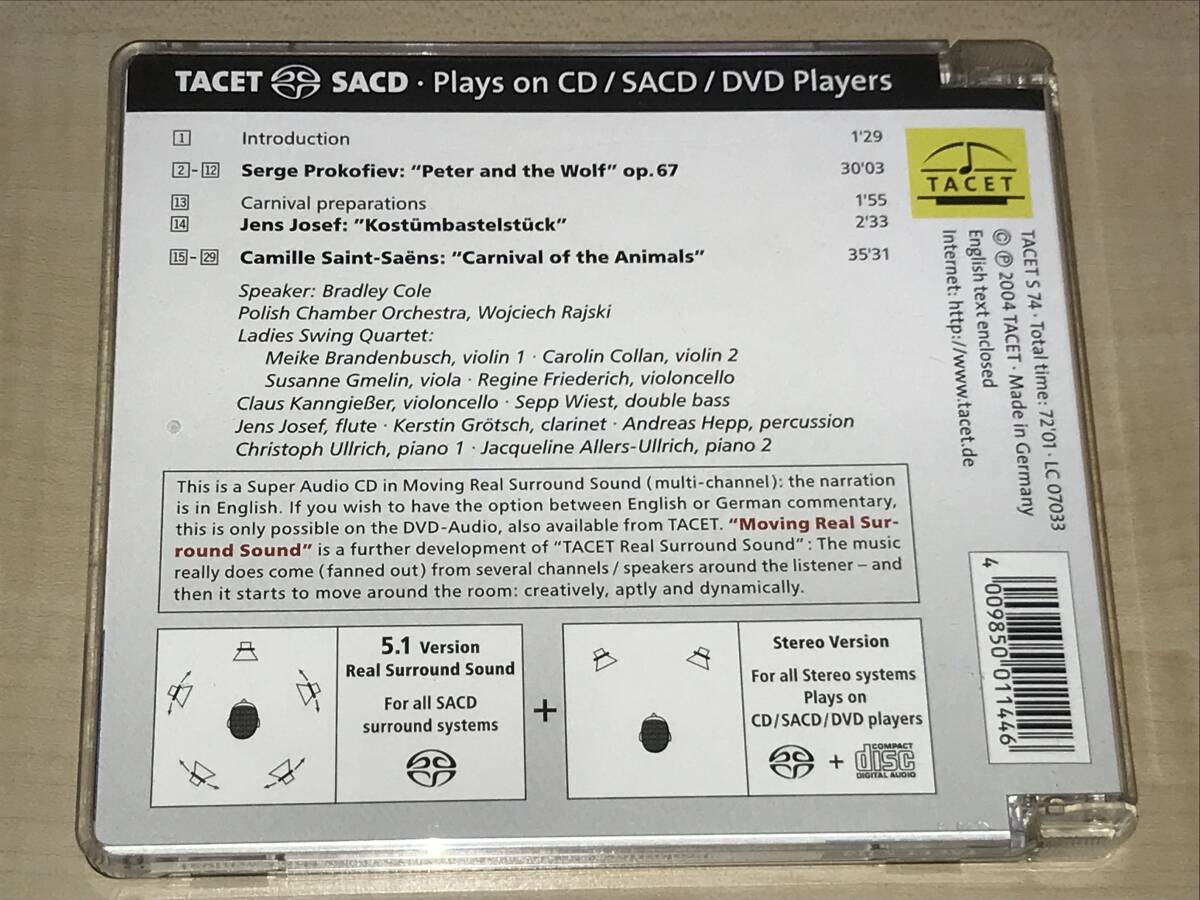 TACET SACD · Plays on CD / SACD / DVD Players
1 Introduction 1'29
2 - 12 Serge Prokofiev: “Peter and the Wolf” op. 67 30'03
13 Carnival preparations 1'55
14 Jens Josef: ”Kostümbastelstück” 2'33
15 - 29 Camille Saint-Saëns: “Carnival of the Animals” 35'31
Speaker: Bradley Cole
Polish Chamber Orchestra, Wojciech Rajski
Ladies Swing Quartet:
Meike Brandenbusch, violin 1 · Carolin Collan, violin 2
Susanne Gmelin, viola · Regine Friederich, violoncello
Claus Kanngießer, violoncello · Sepp Wiest, double bass
Jens Josef, flute · Kerstin Grötsch, clarinet · Andreas Hepp, percussion
Christoph Ullrich, piano 1 · Jacqueline Allers-Ullrich, piano 2
This is a Super Audio CD in Moving Real Surround Sound (multi-channel): the narration
is in English. If you wish to have the option between English or German commentary,
this is only possible on the DVD-Audio, also available from TACET. “Moving Real Sur-
round Sound” is a further development of “TACET Real Surround Sound” : The music
really does come (fanned out) from several channels / speakers around the listener – and
then it starts to move around the room: creatively, aptly and dynamically.
5.1 Version
Real Surround Sound
For all SACD
surround systems
+
Stereo Version
For all Stereo systems
Plays on
CD/SACD/DVD players
+ COMPACT
disc
DIGITAL AUDIO
TACET
TACET S 74 · Total time: 72'01 · LC 07033
© ℗ 2004 TACET · Made in Germany
English text enclosed
Internet: http://www.tacet.de
4 009850 011446